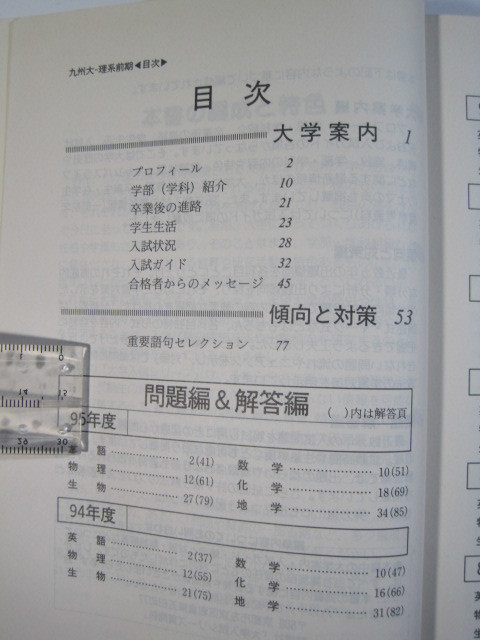 九州大-理系前期◀目次▶
目 次
大学案内 1
プロフィール 2
学部（学科）紹介 10
卒業後の進路 21
学生生活 23
入試状況 28
入試ガイド 32
合格者からのメッセージ 45
傾向と対策 53
重要語句セレクション 77
問題編＆解答編 （ ）内は解答頁
95年度
英 語 ………… 2(41) 数 学 ………… 10(51)
物 理 ………… 12(61) 化 学 ………… 18(69)
生 物 ………… 27(79) 地 学 ………… 34(85)
94年度
英 語 ………… 2(37) 数 学 ………… 10(47)
物 理 ………… 12(55) 化 学 ………… 16(66)
生 物 ………… 21(75) 地 学 ………… 31(82)